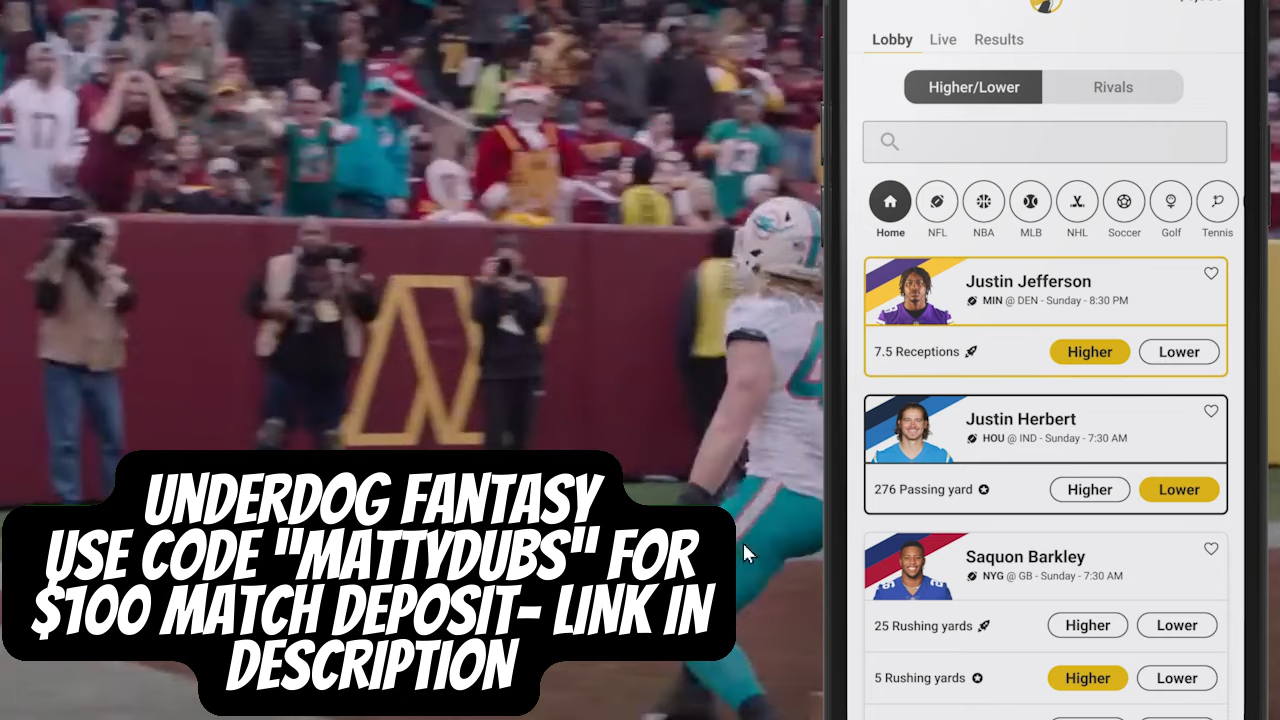 Lobby Live Results
Higher/Lower Rivals
Home NFL NBA MLB NHL Soccer Golf Tennis
Justin Jefferson
MIN @ DEN - Sunday - 8:30 PM
7.5 Receptions Higher Lower
Justin Herbert
HOU @ IND - Sunday - 7:30 AM
276 Passing yard Higher Lower
Saquon Barkley
NYG @ GB - Sunday - 7:30 AM
25 Rushing yards Higher Lower
5 Rushing yards Higher Lower
UNDERDOG FANTASY
USE CODE "MATTYDUBS" FOR
$100 MATCH DEPOSIT- LINK IN
DESCRIPTION